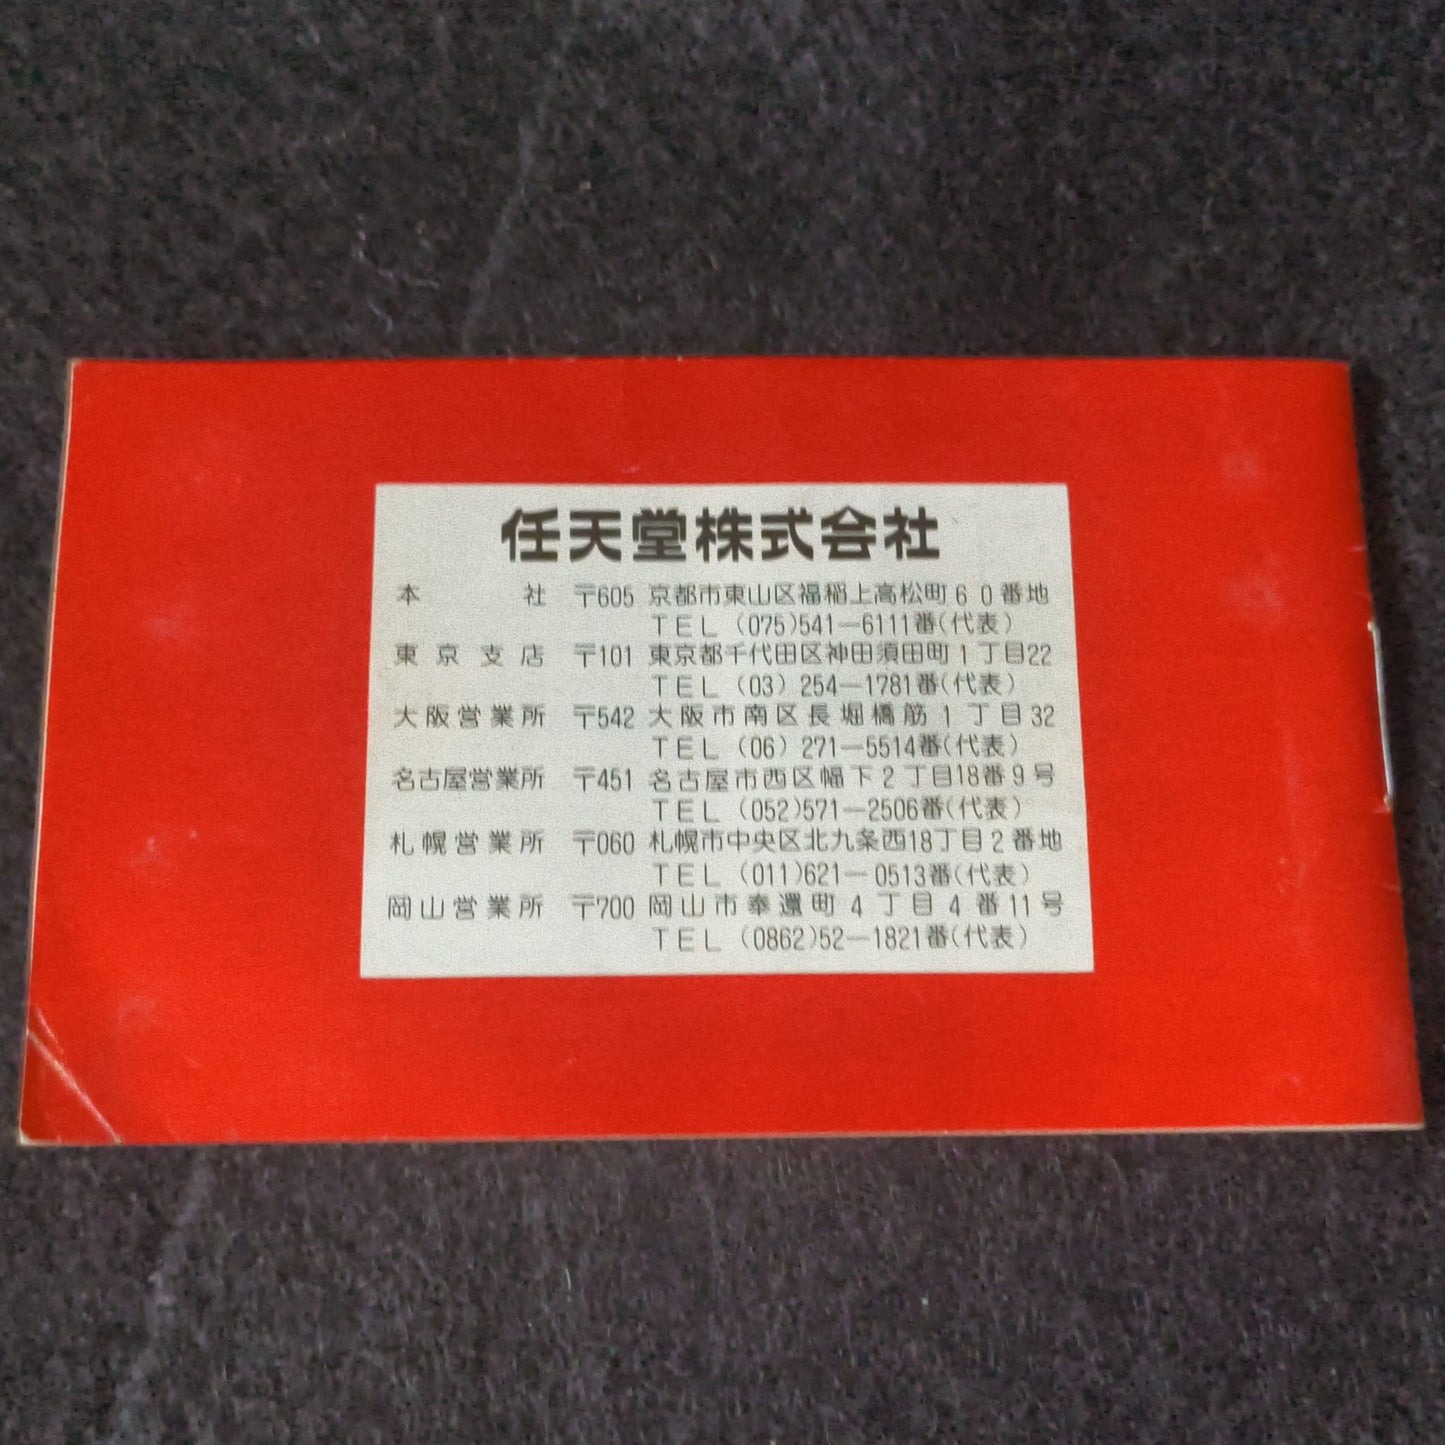 任天堂株式会社
本社 〒605 京都市東山区福稲上高松町60番地
TEL (075)541-6111番(代表)
東京支店 〒101 東京都千代田区神田須田町1丁目22
TEL (03) 254-1781番(代表)
大阪営業所 〒542 大阪市南区長堀橋筋1丁目32
TEL (06) 271-5514番(代表)
名古屋営業所 〒451 名古屋市西区幅下2丁目18番9号
TEL (052)571-2506番(代表)
札幌営業所 〒060 札幌市中央区北九条西18丁目2番地
TEL (011)621-0513番(代表)
岡山営業所 〒700 岡山市奉還町4丁目4番11号
TEL (0862)52-1821番(代表)